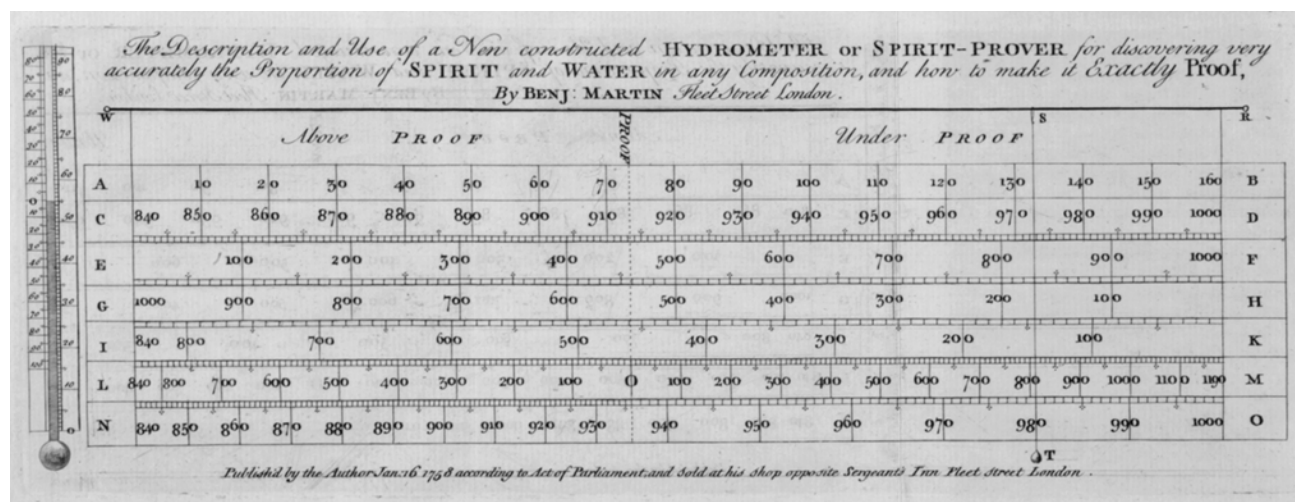 The Description and Use of a New constructed HYDROMETER or SPIRIT-PROVER for discovering very
accurately the Proportion of SPIRIT and WATER in any Composition, and how to make it Exactly Proof,
By BENJ: MARTIN Fleet Street London.
W S R
Above PROOF PROOF Under PROOF
A 10 20 30 40 50 60 70 80 90 100 110 120 130 140 150 160 B
C 840 850 860 870 880 890 900 910 920 930 940 950 960 970 980 990 1000 D
E 100 200 300 400 500 600 700 800 900 1000 F
G 1000 900 800 700 600 500 400 300 200 100 H
I 840 800 700 600 500 400 300 200 100 K
L 840 800 700 600 500 400 300 200 100 O 100 200 300 400 500 600 700 800 900 1000 1100 1180 M
N 840 850 860 870 880 890 900 910 920 930 940 950 960 970 980 990 1000 O
T
Publish'd by the Author Jan: 16 1758 according to Act of Parliament and Sold at his Shop opposite Sergeants Inn Fleet Street London.